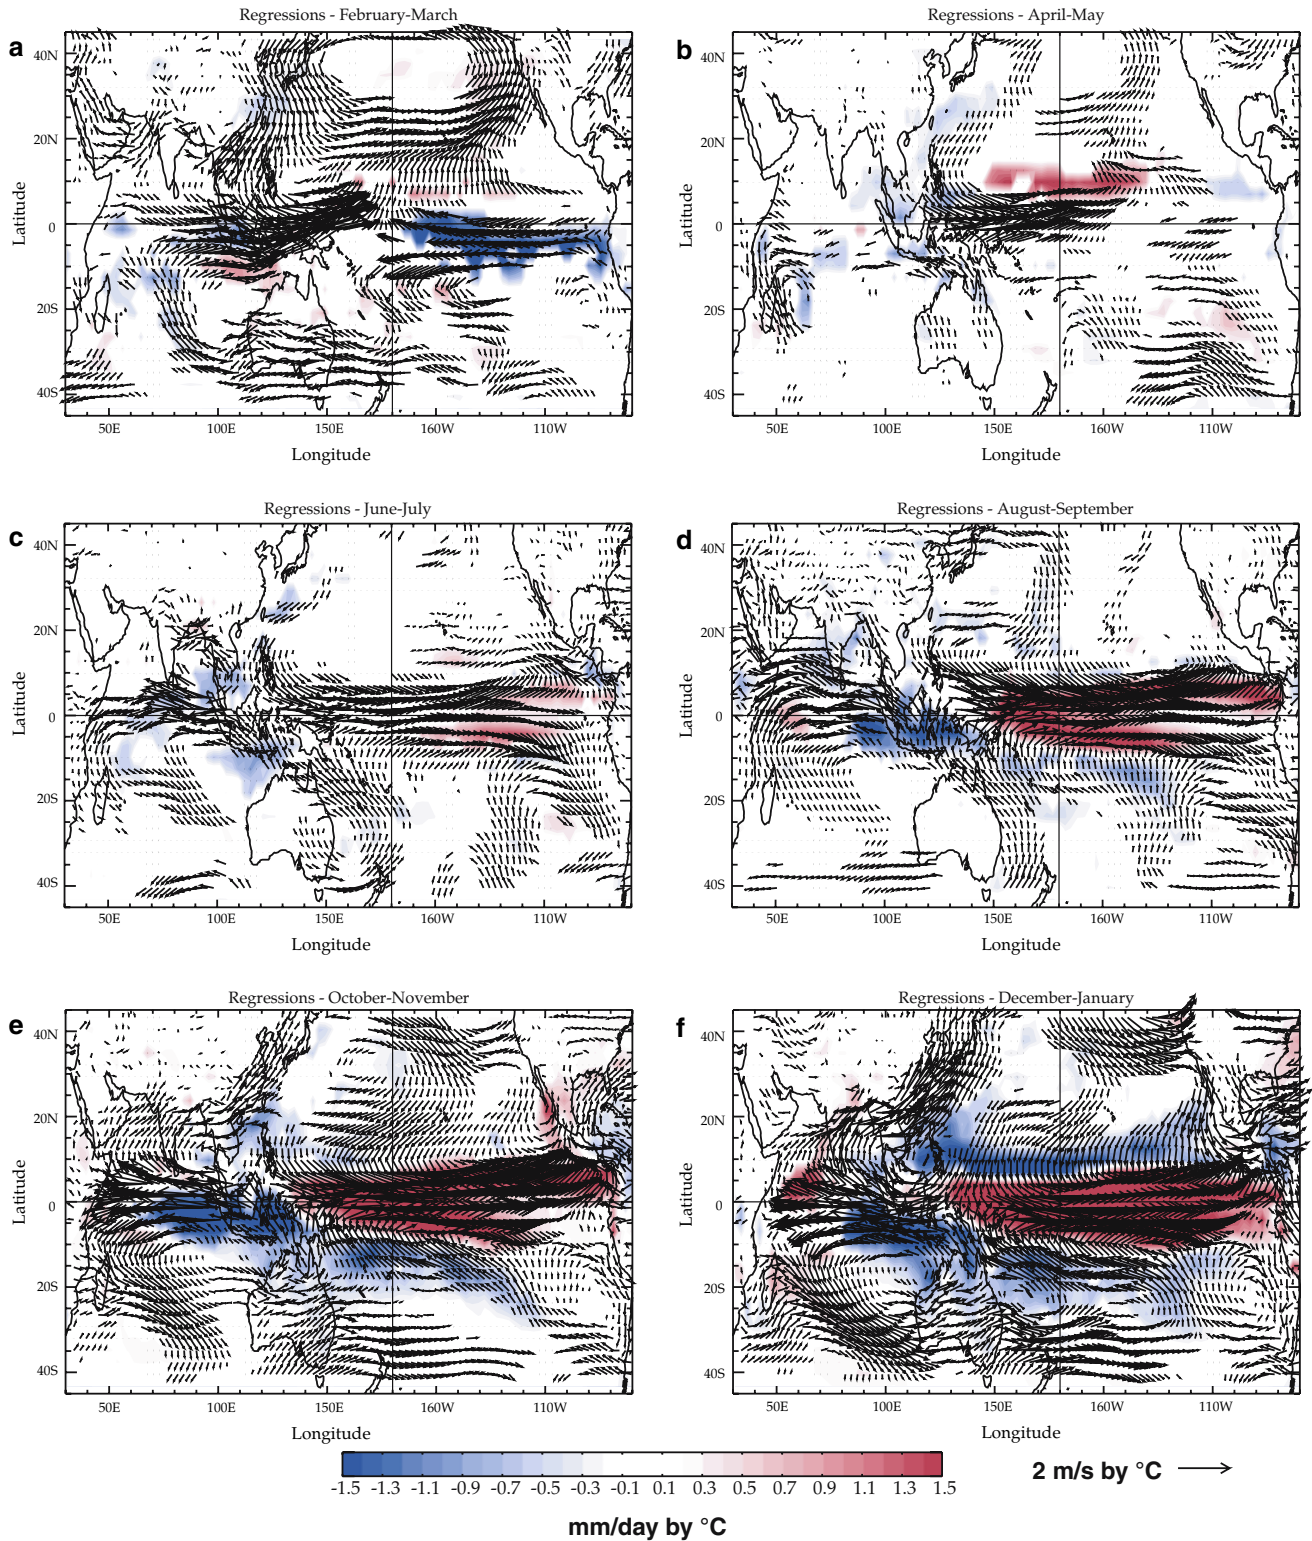 Regressions - February-March
a
40N
20N
0
20S
40S
Latitude
50E 100E 150E 160W 110W
Longitude
Regressions - April-May
b
40N
20N
0
20S
40S
Latitude
50E 100E 150E 160W 110W
Longitude
Regressions - June-July
c
40N
20N
0
20S
40S
Latitude
50E 100E 150E 160W 110W
Longitude
Regressions - August-September
d
40N
20N
0
20S
40S
Latitude
50E 100E 150E 160W 110W
Longitude
Regressions - October-November
e
40N
20N
0
20S
40S
Latitude
50E 100E 150E 160W 110W
Longitude
Regressions - December-January
f
40N
20N
0
20S
40S
Latitude
50E 100E 150E 160W 110W
Longitude
-1.5 -1.3 -1.1 -0.9 -0.7 -0.5 -0.3 -0.1 0.1 0.3 0.5 0.7 0.9 1.1 1.3 1.5
mm/day by °C
2 m/s by °C